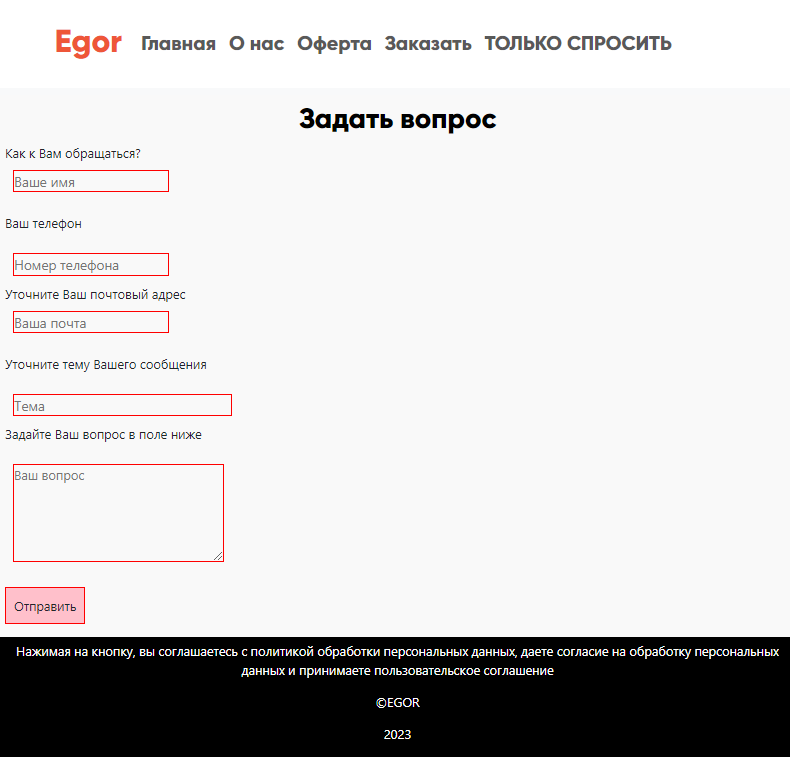 Egor Главная О нас Оферта Заказать ТОЛЬКО СПРОСИТЬ
Задать вопрос
Как к Вам обращаться?
Ваше имя
Ваш телефон
Номер телефона
Уточните Ваш почтовый адрес
Ваша почта
Уточните тему Вашего сообщения
Тема
Задайте Ваш вопрос в поле ниже
Ваш вопрос
Отправить
Нажимая на кнопку, вы соглашаетесь с политикой обработки персональных данных, даете согласие на обработку персональных
данных и принимаете пользовательское соглашение
©EGOR
2023